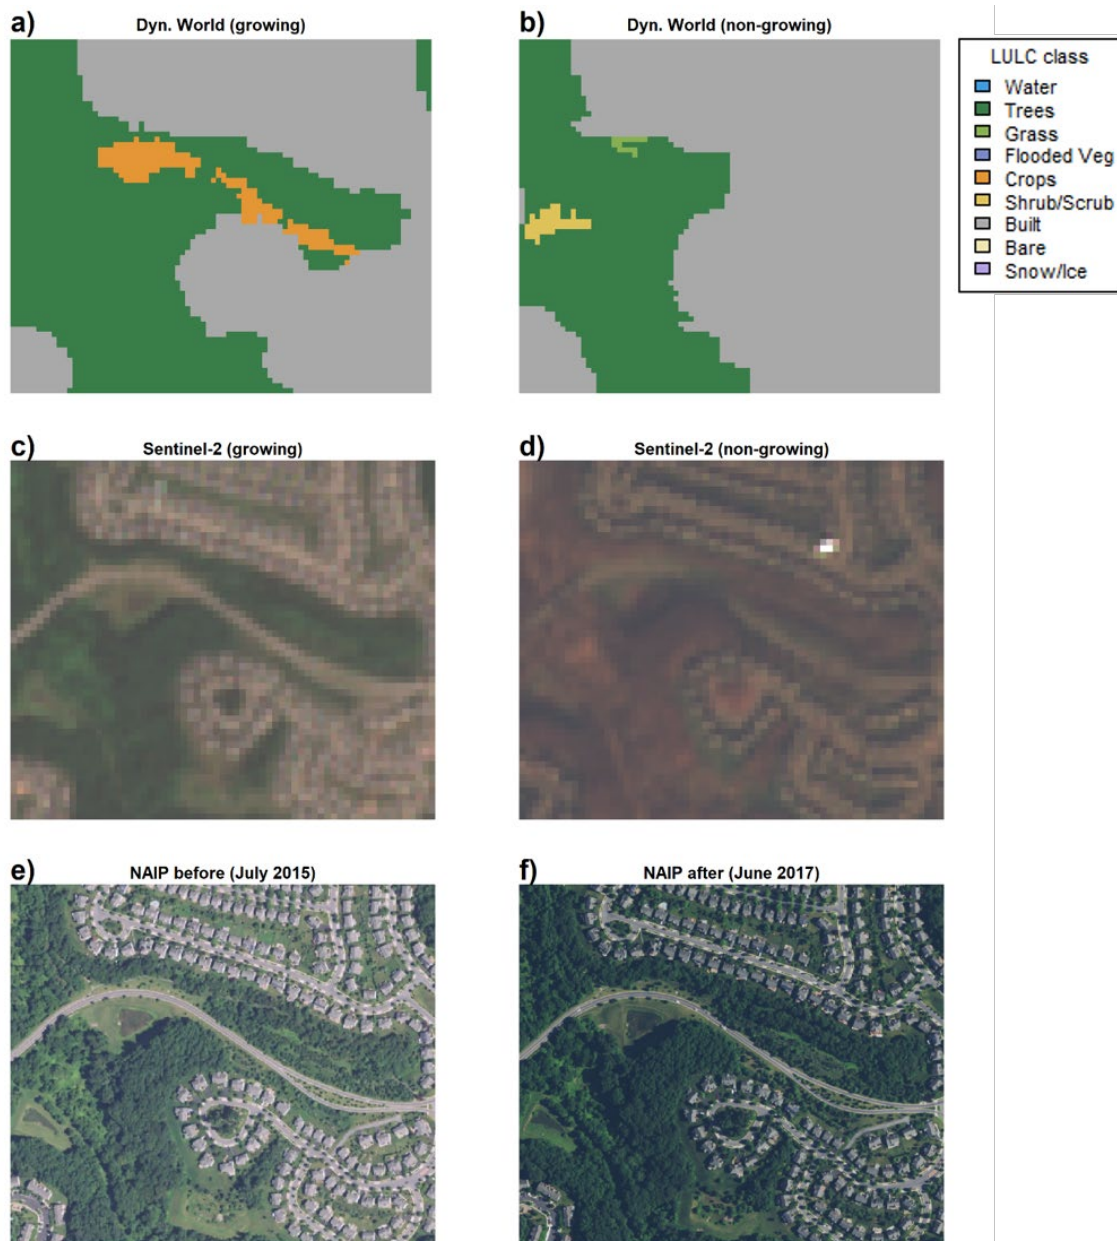 a) Dyn. World (growing)
b) Dyn. World (non-growing)
LULC class
Water
Trees
Grass
Flooded Veg
Crops
Shrub/Scrub
Built
Bare
Snow/Ice
c) Sentinel-2 (growing)
d) Sentinel-2 (non-growing)
e) NAIP before (July 2015)
f) NAIP after (June 2017)